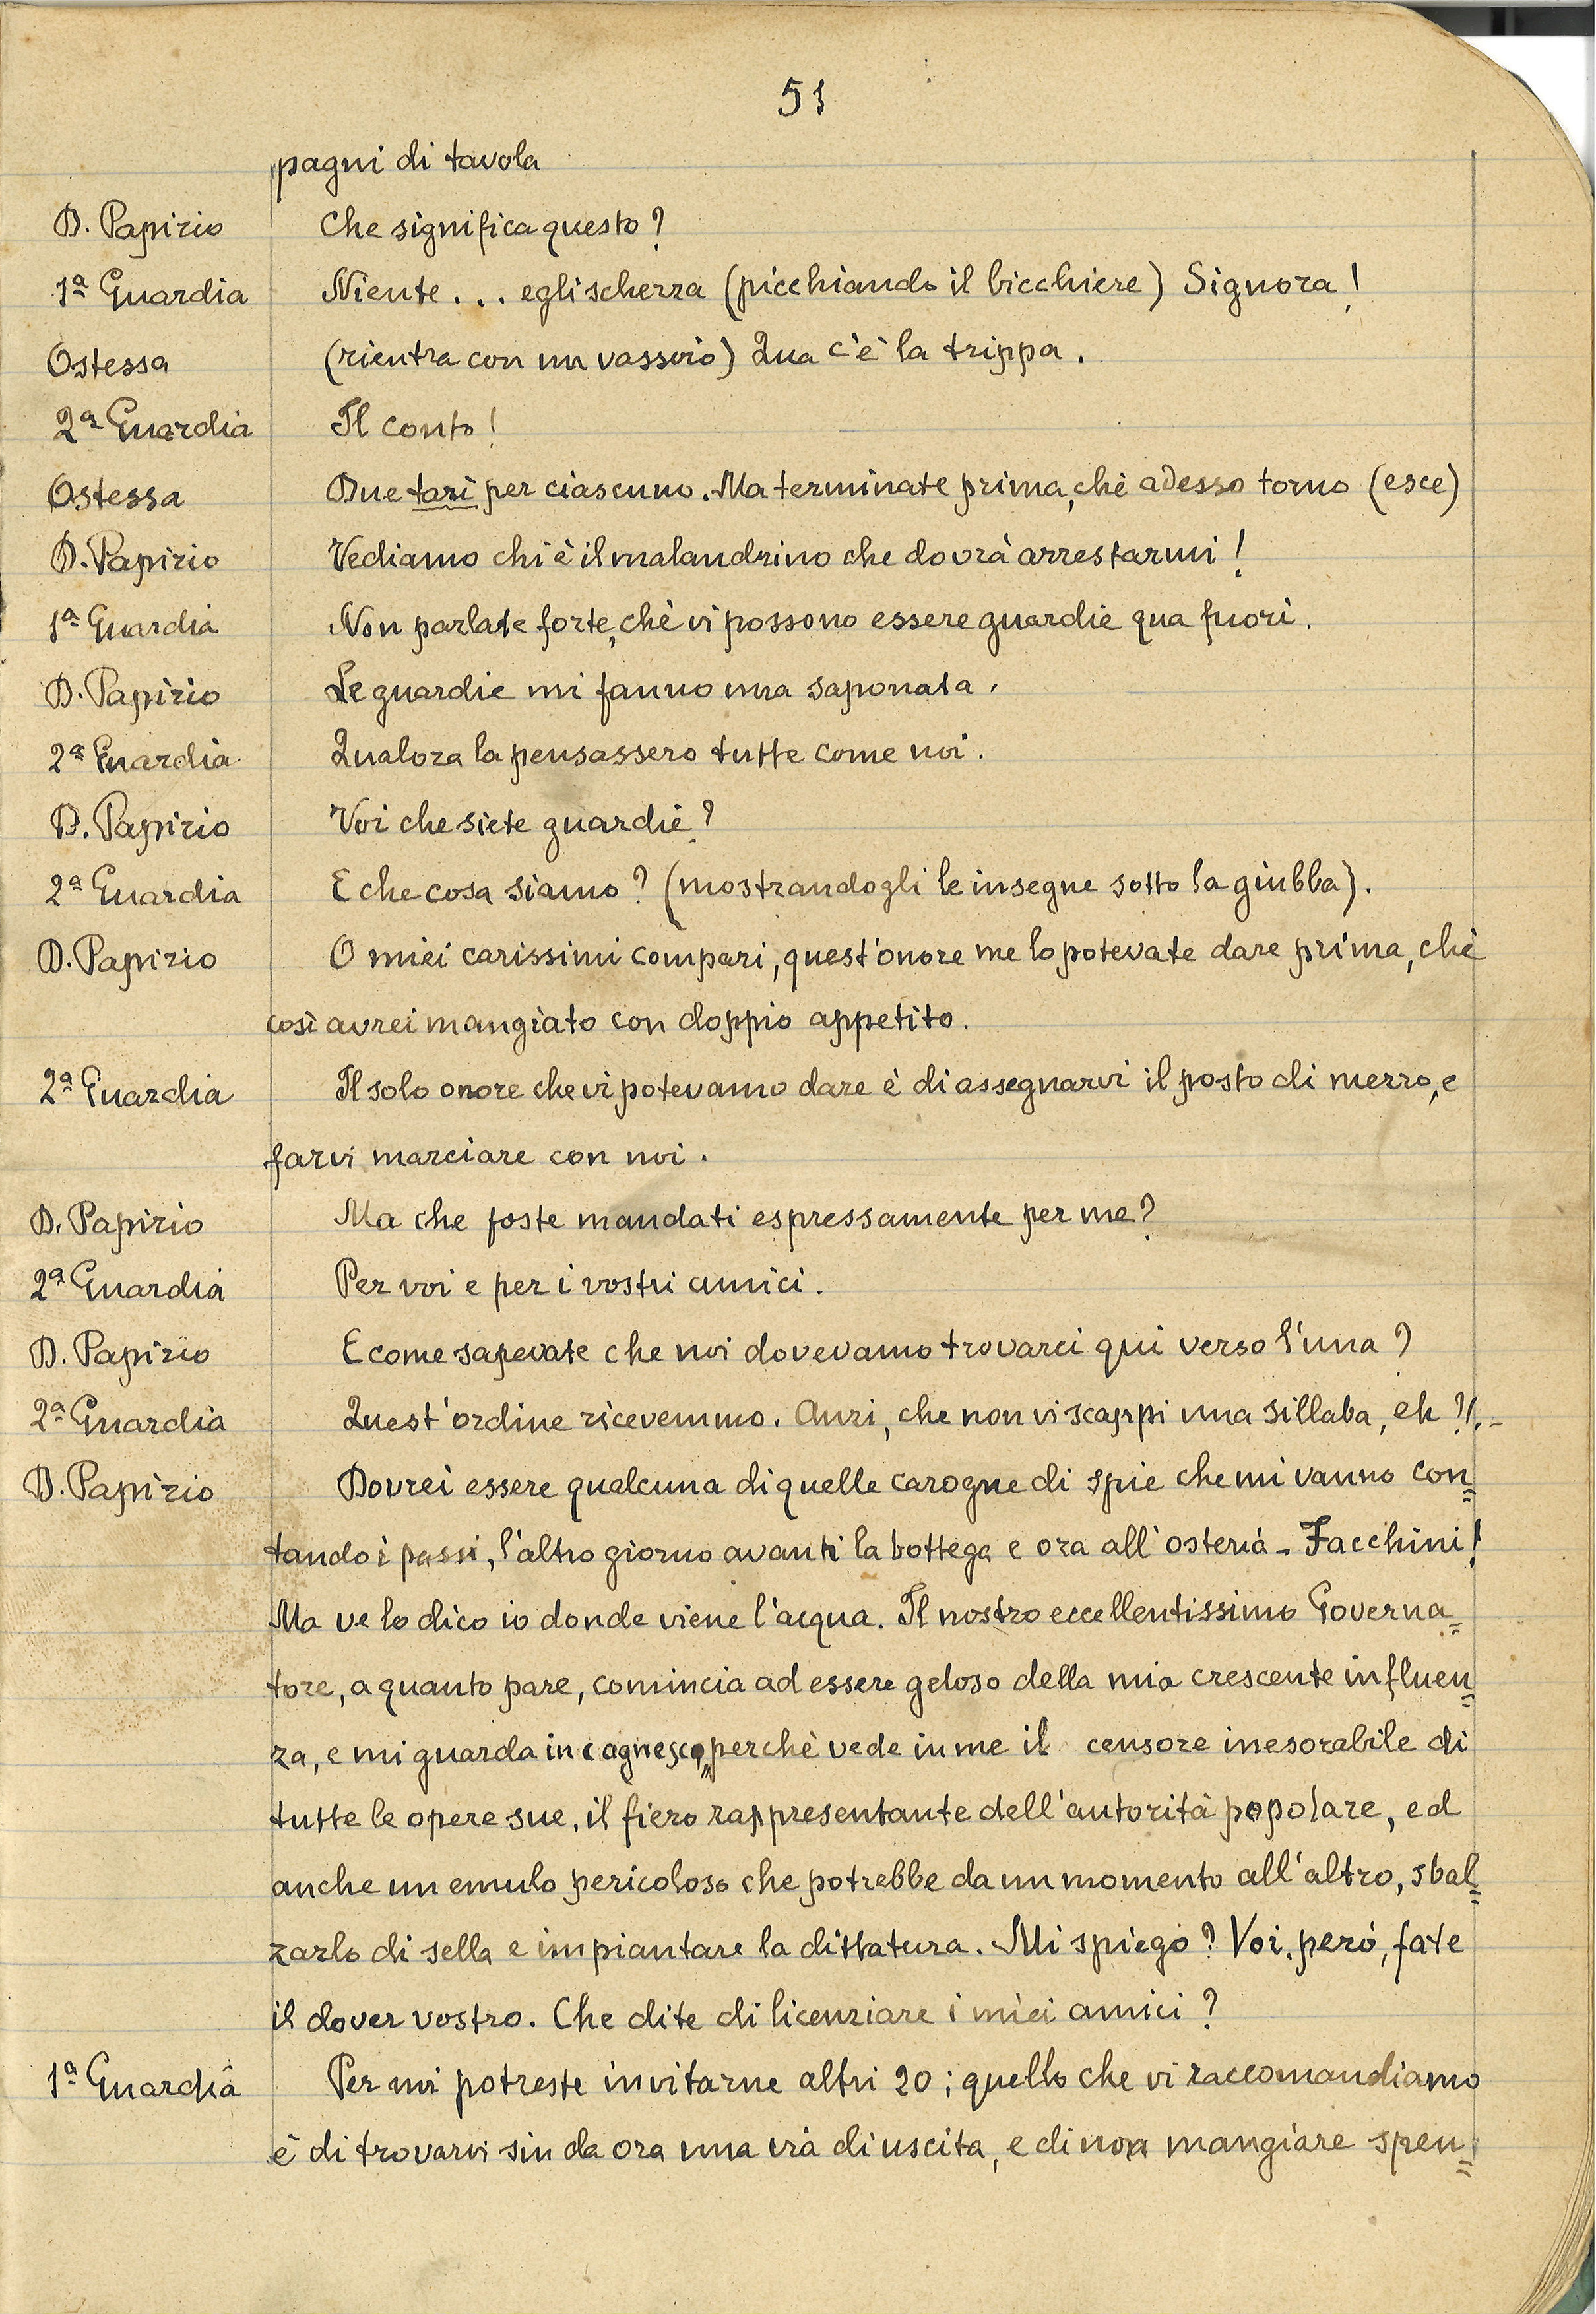 51
pagni di tavola
D. Papirio Che significa questo?
1ª Guardia Niente... egli scherza (picchiando il bicchiere) Signora!
Ostessa (rientra con un vassoio) Qua c'è la trippa.
2ª Guardia Il conto!
Ostessa Due tarì per ciascuno. Ma terminate prima, chè adesso torno (esce)
D. Papirio Vediamo chi è il malandrino che dovrà arrestarmi!
1ª Guardia Non parlate forte, chè vi possono essere guardie qua fuori.
D. Papirio Le guardie mi fanno una saponata.
2ª Guardia Qualora la pensassero tutte come noi.
D. Papirio Voi che siete guardie?
2ª Guardia E che cosa siamo? (mostrandogli le insegne sotto la giubba).
D. Papirio O miei carissimi compari, quest'onore me lo potevate dare prima, chè
così avrei mangiato con doppio appetito.
2ª Guardia Il solo onore che vi potevamo dare è di assegnarvi il posto di mezzo, e
farvi marciare con noi.
D. Papirio Ma che foste mandati espressamente per me?
2ª Guardia Per voi e per i vostri amici.
D. Papirio E come sapevate che noi dovevamo trovarci qui verso l'una?
2ª Guardia Quest'ordine ricevemmo. Anzi, che non vi scappi una sillaba, eh?!..-
D. Papirio Dovrei essere qualcuna di quelle carogne di spie che mi vanno con=
tando i passi, l'altro giorno avanti la bottega e ora all'osteria - Facchini!
Ma ve lo dico io donde viene l'acqua. Il nostro eccellentissimo Governa=
tore, a quanto pare, comincia ad essere geloso della mia crescente influen=
za, e mi guarda in cagnesco, perchè vede in me il censore inesorabile di
tutte le opere sue, il fiero rappresentante dell'autorità popolare, ed
anche un emulo pericoloso che potrebbe da un momento all'altro, sbal=
zarlo di sella e impiantare la dittatura. Mi spiego? Voi, però, fate
il dover vostro. Che dite di licenziare i miei amici?
1ª Guardia Per noi potreste invitarne altri 20; quello che vi raccomandiamo
è di trovarvi sin da ora una via di uscita, e di non mangiare spen=